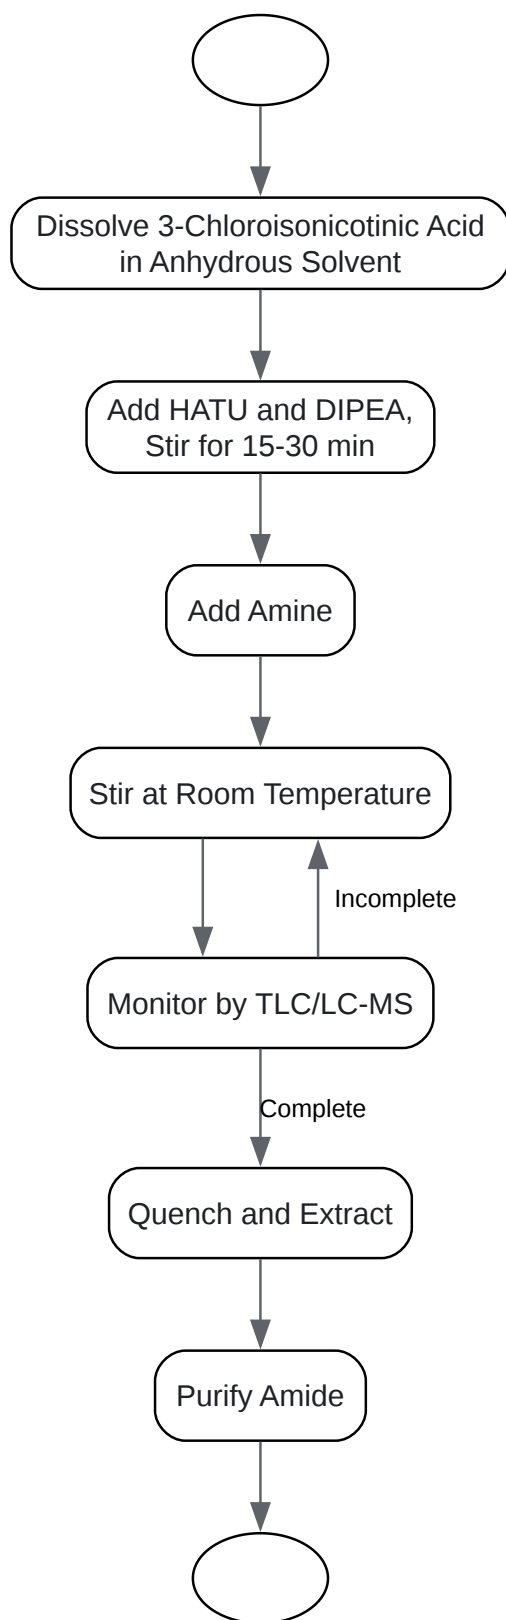 Dissolve 3-Chloroisonicotinic Acid
in Anhydrous Solvent
Add HATU and DIPEA,
Stir for 15-30 min
Add Amine
Stir at Room Temperature
Incomplete
Monitor by TLC/LC-MS
Complete
Quench and Extract
Purify Amide